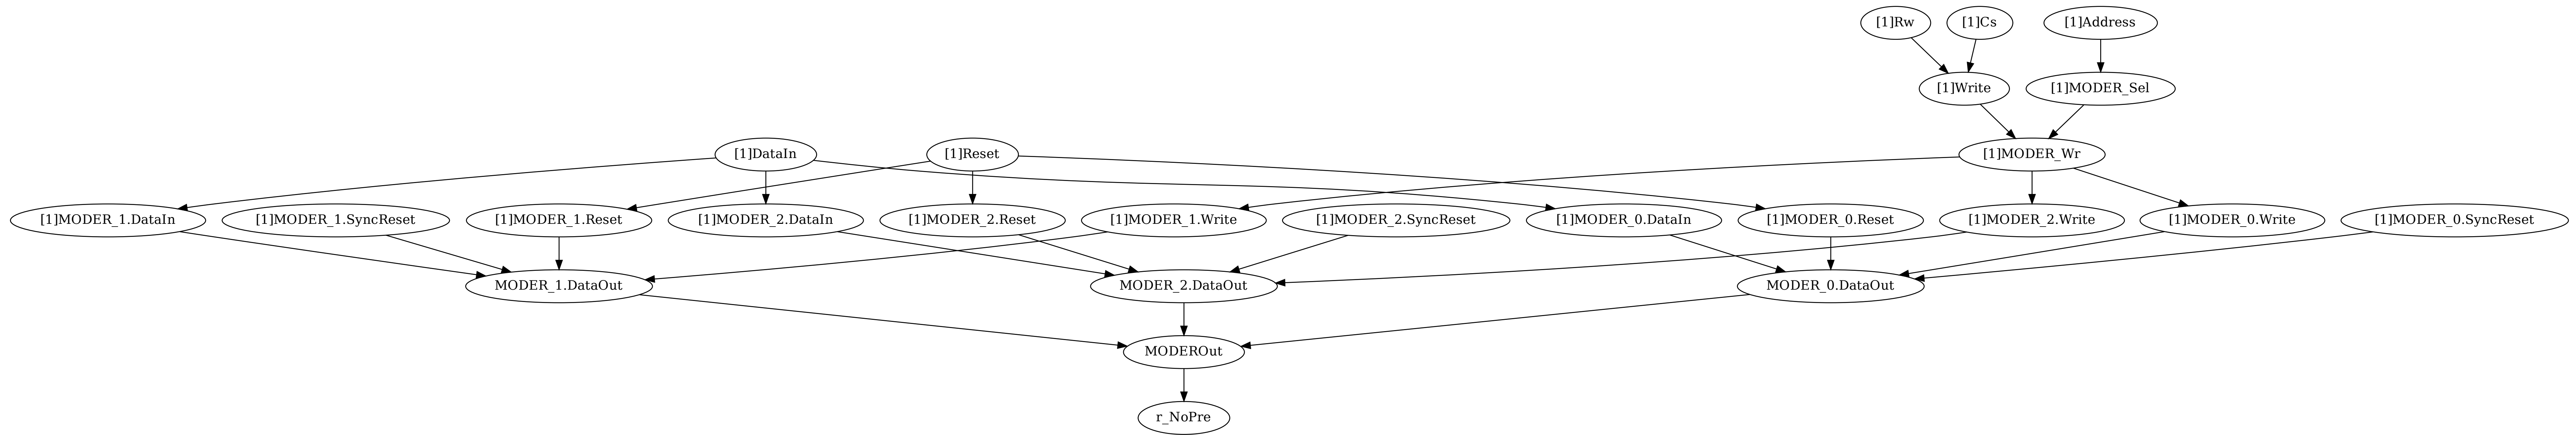 [1]Rw
[1]Cs
[1]Address
[1]Write
[1]MODER_Sel
[1]DataIn
[1]Reset
[1]MODER_Wr
[1]MODER_1.DataIn
[1]MODER_1.SyncReset
[1]MODER_1.Reset
[1]MODER_2.DataIn
[1]MODER_2.Reset
[1]MODER_1.Write
[1]MODER_2.SyncReset
[1]MODER_0.DataIn
[1]MODER_0.Reset
[1]MODER_2.Write
[1]MODER_0.Write
[1]MODER_0.SyncReset
MODER_1.DataOut
MODER_2.DataOut
MODER_0.DataOut
MODEROut
r_NoPre